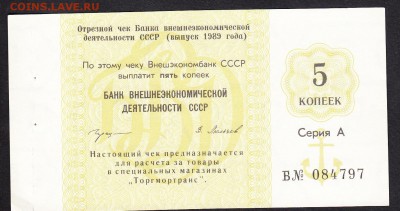 COINS.LAVE.RU
Отрезной чек Банка внешнеэкономической
деятельности СССР (выпуск 1989 года)
По этому чеку Внешэкономбанк СССР
выплатит пять копеек
БАНК ВНЕШНЕЭКОНОМИЧЕСКОЙ
ДЕЯТЕЛЬНОСТИ СССР
Настоящий чек предназначается
для расчета за товары
в специальных магазинах
"Торгмортранс".
5
КОПЕЕК
Серия А
В.№ 084797